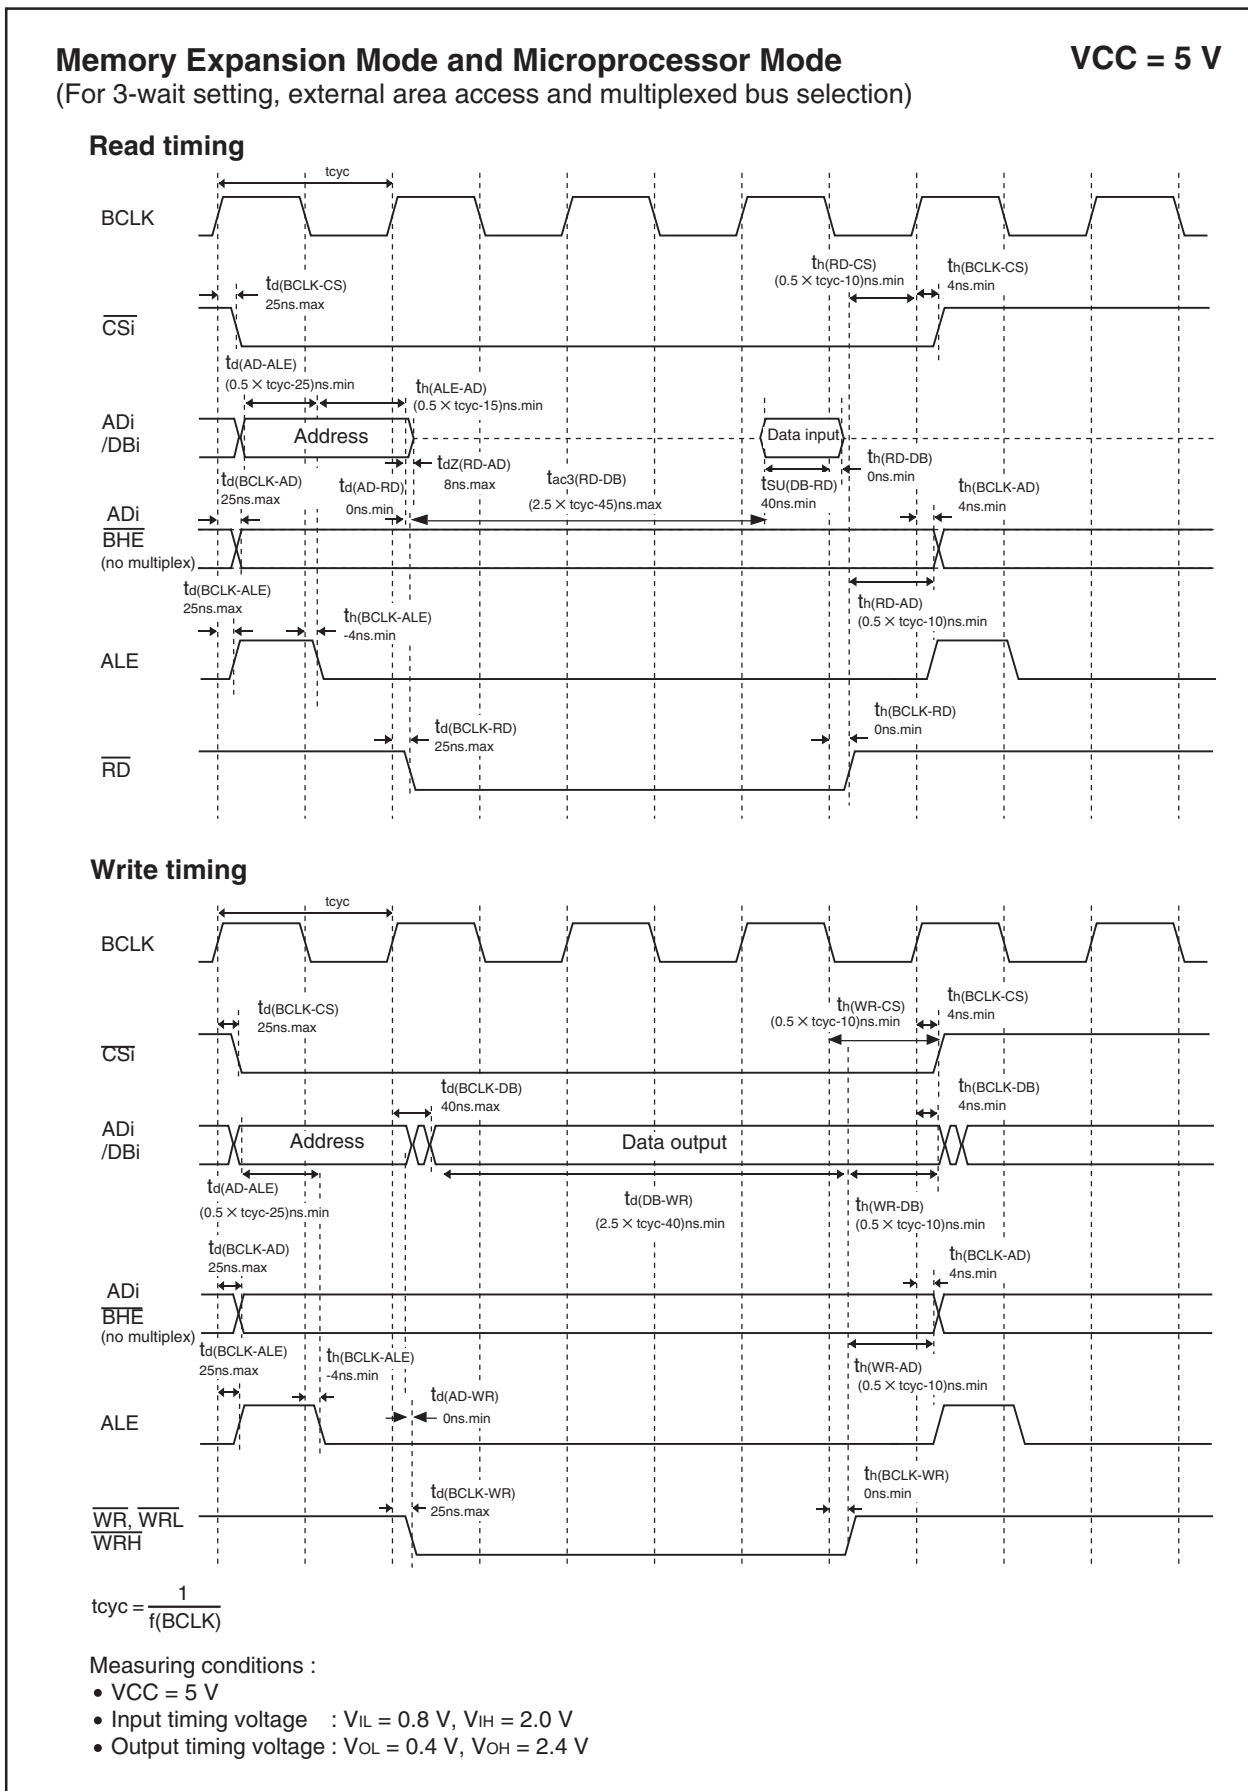 Memory Expansion Mode and Microprocessor Mode VCC = 5 V
(For 3-wait setting, external area access and multiplexed bus selection)
Read timing
tcyc
BCLK
td(BCLK-CS)
25ns.max
th(RD-CS)
(0.5 × tcyc-10)ns.min
th(BCLK-CS)
4ns.min
CSi
td(AD-ALE)
(0.5 × tcyc-25)ns.min
th(ALE-AD)
(0.5 × tcyc-15)ns.min
ADi
/DBi
Address
Data input
td(BCLK-AD)
25ns.max
td(AD-RD)
0ns.min
tdZ(RD-AD)
8ns.max
tac3(RD-DB)
(2.5 × tcyc-45)ns.max
tSU(DB-RD)
40ns.min
th(RD-DB)
0ns.min
th(BCLK-AD)
4ns.min
ADi
BHE
(no multiplex)
td(BCLK-ALE)
25ns.max
th(BCLK-ALE)
-4ns.min
th(RD-AD)
(0.5 × tcyc-10)ns.min
ALE
td(BCLK-RD)
25ns.max
th(BCLK-RD)
0ns.min
RD
Write timing
tcyc
BCLK
td(BCLK-CS)
25ns.max
th(WR-CS)
(0.5 × tcyc-10)ns.min
th(BCLK-CS)
4ns.min
CSi
td(BCLK-DB)
40ns.max
th(BCLK-DB)
4ns.min
ADi
/DBi
Address
Data output
td(AD-ALE)
(0.5 × tcyc-25)ns.min
td(DB-WR)
(2.5 × tcyc-40)ns.min
th(WR-DB)
(0.5 × tcyc-10)ns.min
td(BCLK-AD)
25ns.max
th(BCLK-AD)
4ns.min
ADi
BHE
(no multiplex)
td(BCLK-ALE)
25ns.max
th(BCLK-ALE)
-4ns.min
td(AD-WR)
0ns.min
th(WR-AD)
(0.5 × tcyc-10)ns.min
ALE
td(BCLK-WR)
25ns.max
th(BCLK-WR)
0ns.min
WR, WRL
WRH
tcyc = 1
f(BCLK)
Measuring conditions :
• VCC = 5 V
• Input timing voltage : VIL = 0.8 V, VIH = 2.0 V
• Output timing voltage : VOL = 0.4 V, VOH = 2.4 V